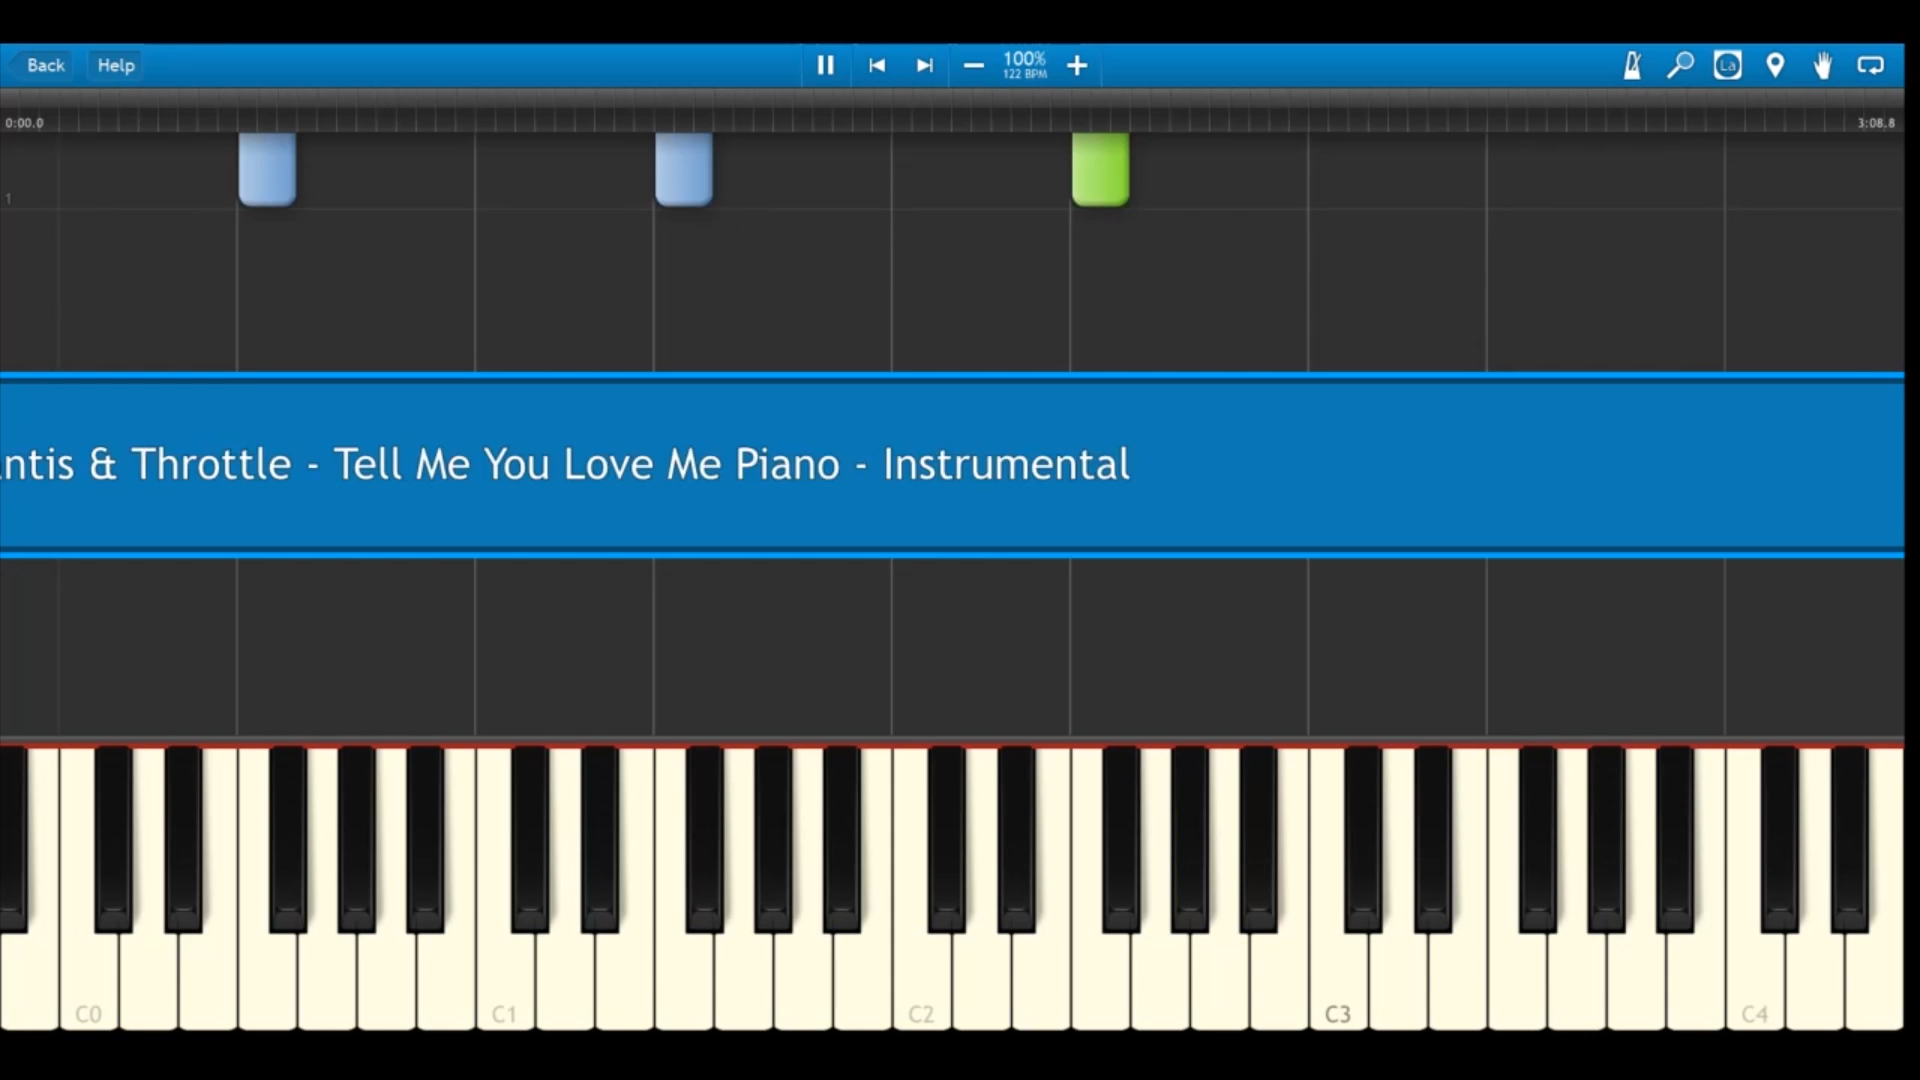 Back Help 100%
122 BPM La
0:00.0 3:08.8
1
ntis & Throttle - Tell Me You Love Me Piano - Instrumental
C0 C1 C2 C3 C4